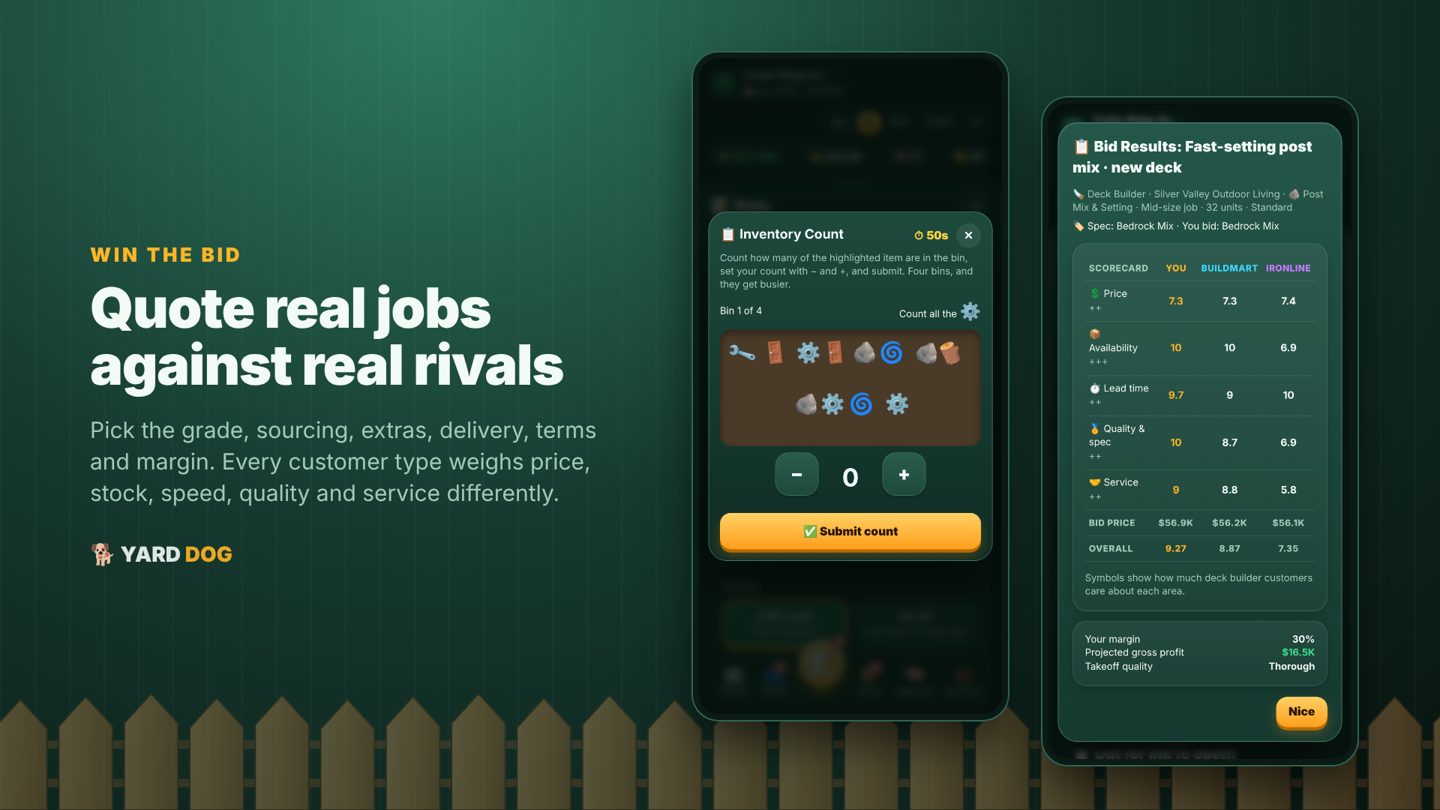 WIN THE BID
Quote real jobs
against real rivals
Pick the grade, sourcing, extras, delivery, terms
and margin. Every customer type weighs price,
stock, speed, quality and service differently.
🐕 YARD DOG
📋 Inventory Count
⏱ 50s
✕
Count how many of the highlighted item are in the bin,
set your count with − and +, and submit. Four bins, and
they get busier.
Bin 1 of 4
Count all the ⚙️
−
0
+
✅ Submit count
📋 Bid Results: Fast-setting post
mix · new deck
🪚 Deck Builder · Silver Valley Outdoor Living · 🪨 Post
Mix & Setting · Mid-size job · 32 units · Standard
🏷️ Spec: Bedrock Mix · You bid: Bedrock Mix
SCORECARD YOU BUILDMART IRONLINE
💲 Price 7.3 7.3 7.4
++
📦
Availability 10 10 6.9
+++
⏱️ Lead time 9.7 9 10
++
🏅 Quality &
spec 10 8.7 6.9
++
🤝 Service 9 8.8 5.8
++
BID PRICE $56.9K $56.2K $56.1K
OVERALL 9.27 8.87 7.35
Symbols show how much deck builder customers
care about each area.
Your margin 30%
Projected gross profit $16.5K
Takeoff quality Thorough
Nice